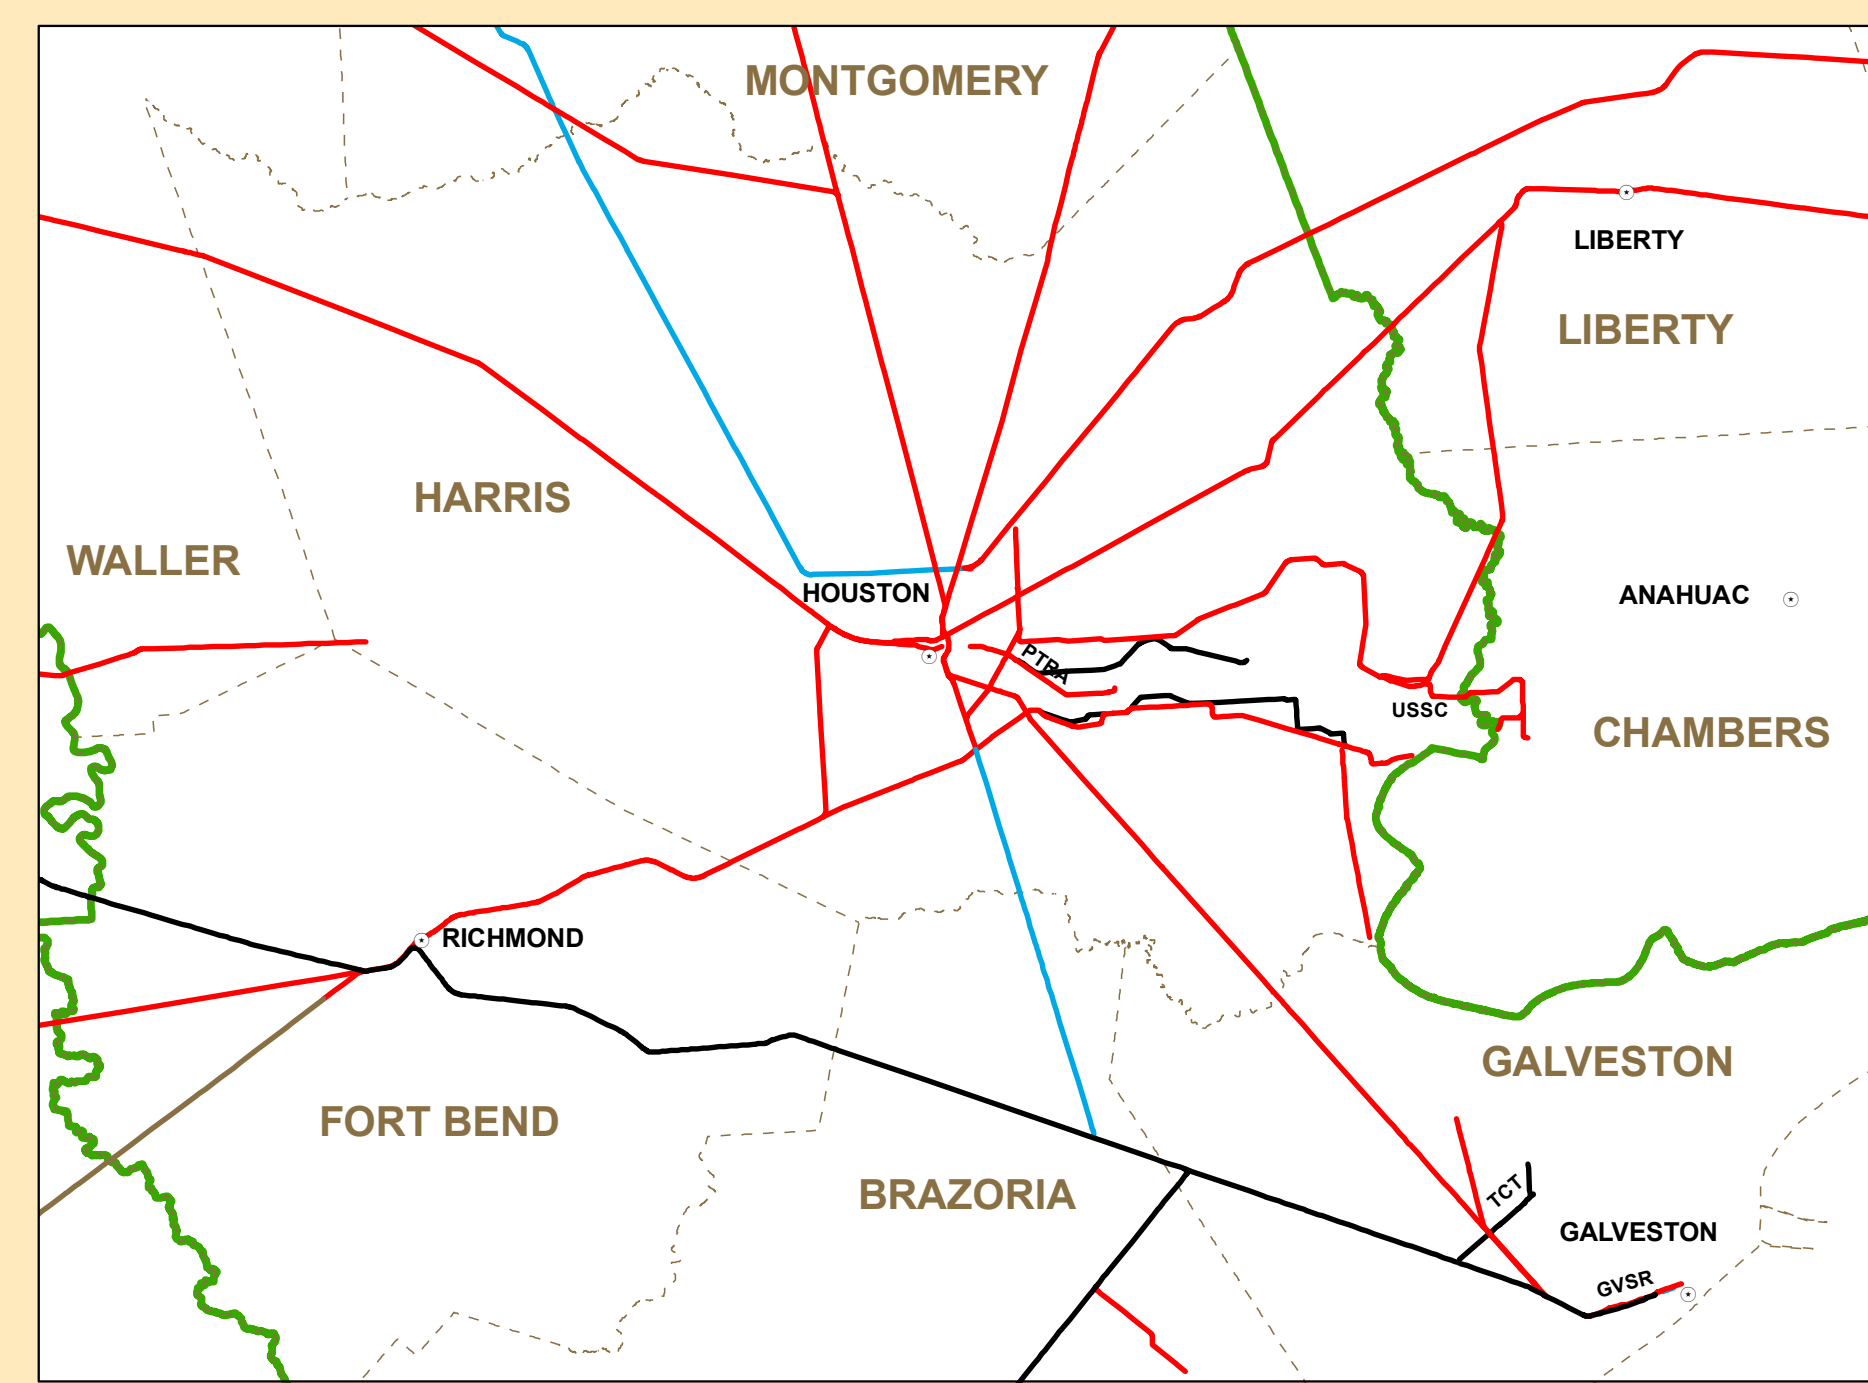 MONTGOMERY
LIBERTY
LIBERTY
HARRIS
WALLER
HOUSTON
ANAHUAC
PTRA
USSC
CHAMBERS
RICHMOND
GALVESTON
FORT BEND
BRAZORIA
TCT
GALVESTON
GVSR